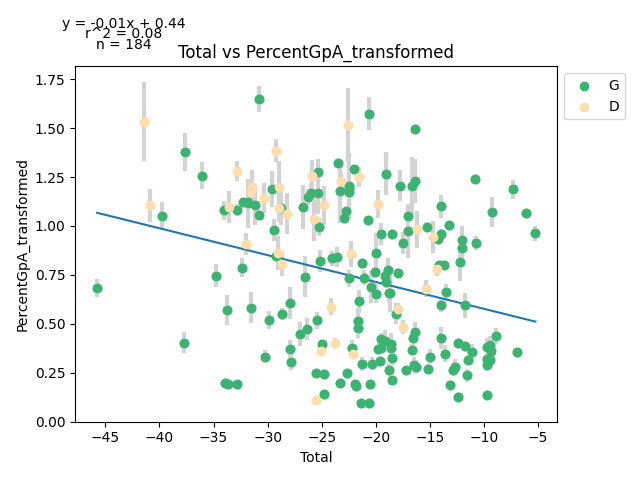 y = -0.01x + 0.44
r^2 = 0.08
n = 184
Total vs PercentGpA_transformed
G
D
PercentGpA_transformed
1.75
1.50
1.25
1.00
0.75
0.50
0.25
0.00
−45
−40
−35
−30
−25
−20
−15
−10
−5
Total